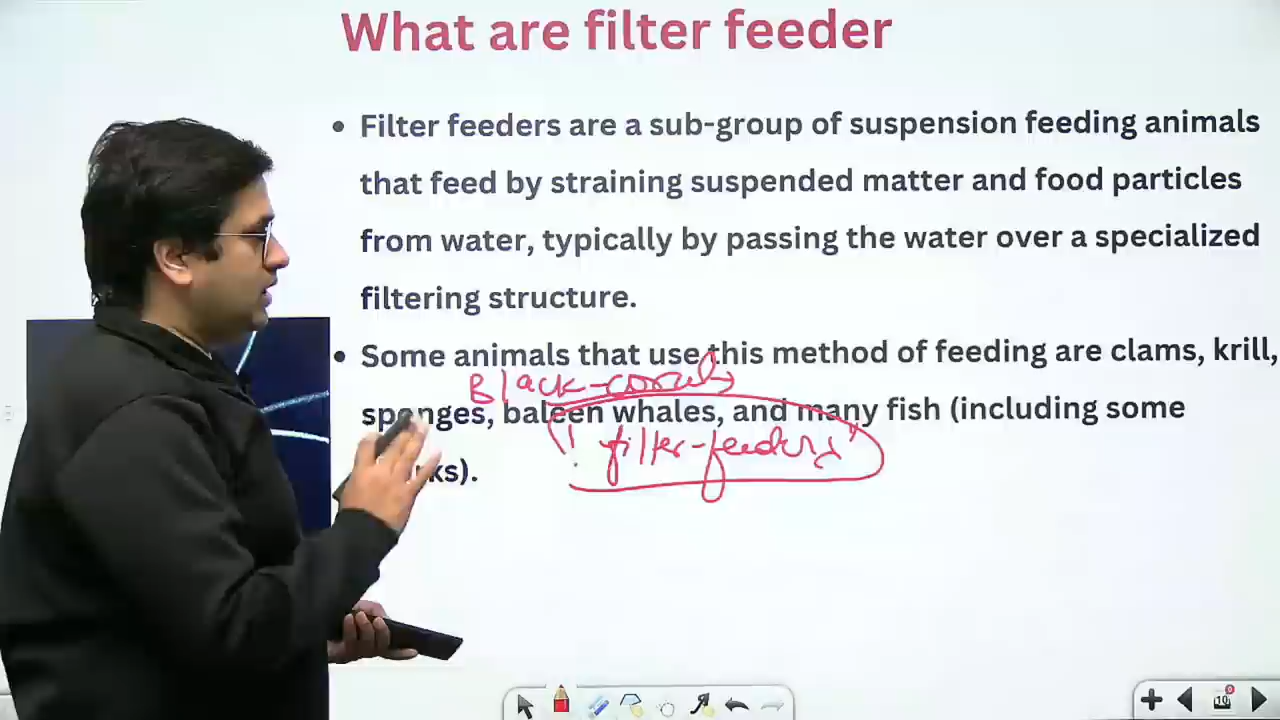 What are filter feeder
• Filter feeders are a sub-group of suspension feeding animals
that feed by straining suspended matter and food particles
from water, typically by passing the water over a specialized
filtering structure.
• Some animals that use this method of feeding are clams, krill,
Black-corals
sponges, baleen whales, and many fish (including some
"filter-feeders"
ks).
10